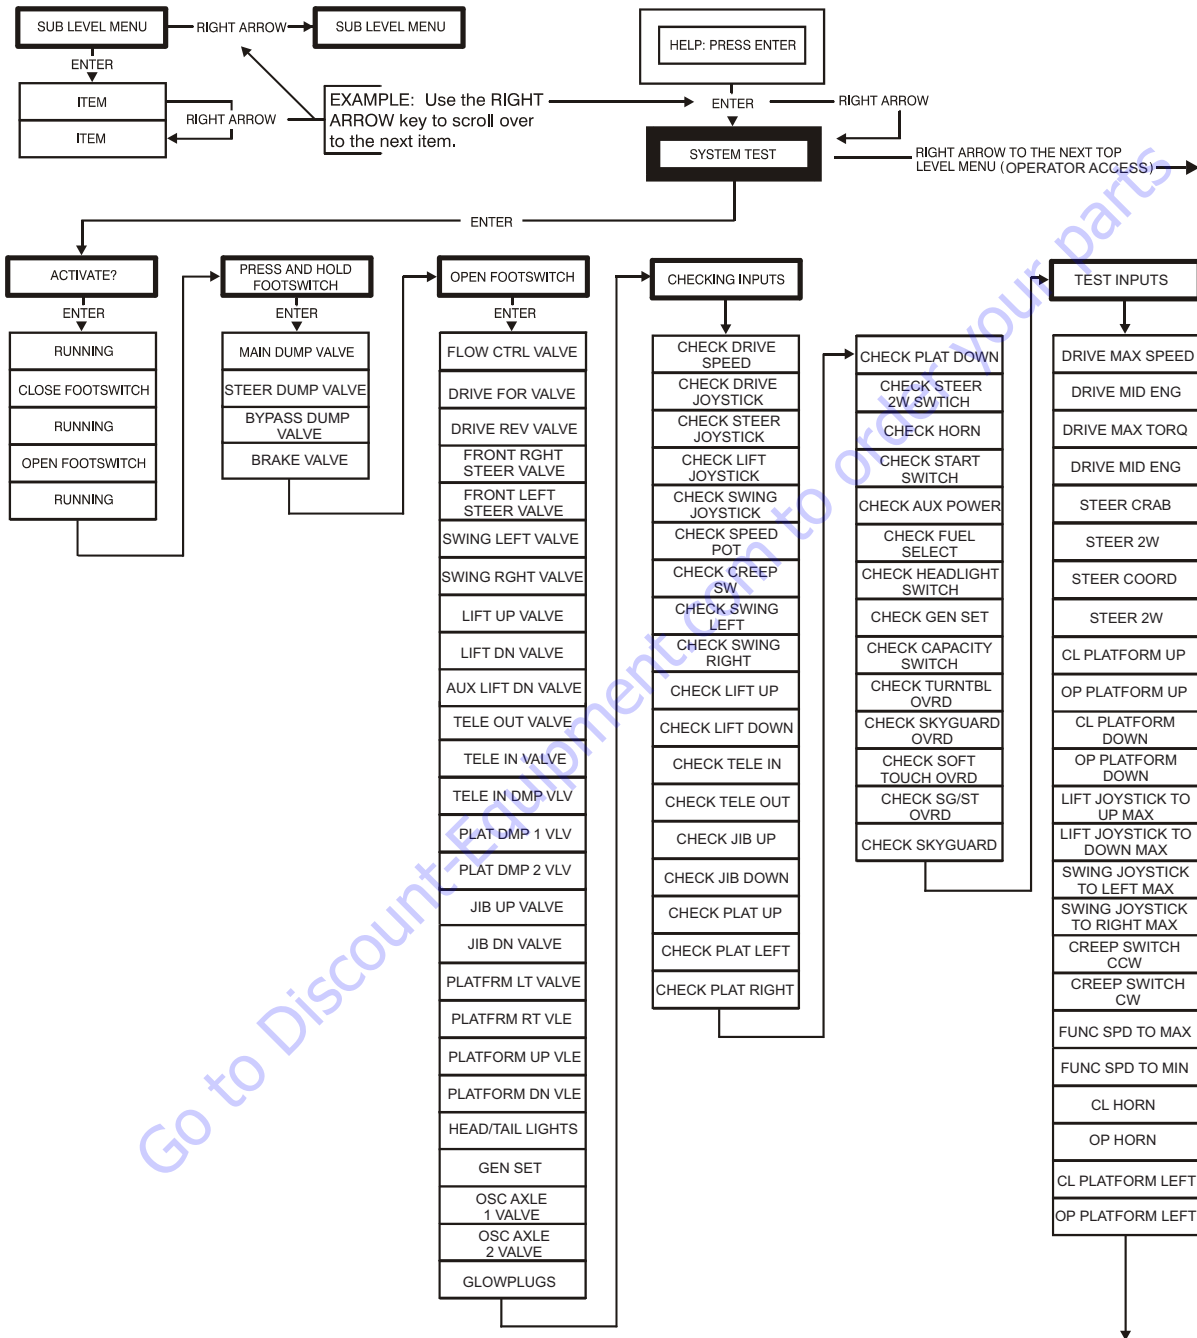 SUB LEVEL MENU
RIGHT ARROW
SUB LEVEL MENU
ENTER
ITEM
RIGHT ARROW
ITEM
EXAMPLE: Use the RIGHT
ARROW key to scroll over
to the next item.
HELP: PRESS ENTER
ENTER
RIGHT ARROW
SYSTEM TEST
RIGHT ARROW TO THE NEXT TOP
LEVEL MENU (OPERATOR ACCESS)
ENTER
ACTIVATE?
ENTER
RUNNING
CLOSE FOOTSWITCH
RUNNING
OPEN FOOTSWITCH
RUNNING
PRESS AND HOLD
FOOTSWITCH
ENTER
MAIN DUMP VALVE
STEER DUMP VALVE
BYPASS DUMP
VALVE
BRAKE VALVE
OPEN FOOTSWITCH
ENTER
FLOW CTRL VALVE
DRIVE FOR VALVE
DRIVE REV VALVE
FRONT RGHT
STEER VALVE
FRONT LEFT
STEER VALVE
SWING LEFT VALVE
SWING RGHT VALVE
LIFT UP VALVE
LIFT DN VALVE
AUX LIFT DN VALVE
TELE OUT VALVE
TELE IN VALVE
TELE IN DMP VLV
PLAT DMP 1 VLV
PLAT DMP 2 VLV
JIB UP VALVE
JIB DN VALVE
PLATFRM LT VALVE
PLATFRM RT VLE
PLATFORM UP VLE
PLATFORM DN VLE
HEAD/TAIL LIGHTS
GEN SET
OSC AXLE
1 VALVE
OSC AXLE
2 VALVE
GLOWPLUGS
CHECKING INPUTS
CHECK DRIVE
SPEED
CHECK DRIVE
JOYSTICK
CHECK STEER
JOYSTICK
CHECK LIFT
JOYSTICK
CHECK SWING
JOYSTICK
CHECK SPEED
POT
CHECK CREEP
SW
CHECK SWING
LEFT
CHECK SWING
RIGHT
CHECK LIFT UP
CHECK LIFT DOWN
CHECK TELE IN
CHECK TELE OUT
CHECK JIB UP
CHECK JIB DOWN
CHECK PLAT UP
CHECK PLAT LEFT
CHECK PLAT RIGHT
CHECK PLAT DOWN
CHECK STEER
2W SWTICH
CHECK HORN
CHECK START
SWITCH
CHECK AUX POWER
CHECK FUEL
SELECT
CHECK HEADLIGHT
SWITCH
CHECK GEN SET
CHECK CAPACITY
SWITCH
CHECK TURNTBL
OVRD
CHECK SKYGUARD
OVRD
CHECK SOFT
TOUCH OVRD
CHECK SG/ST
OVRD
CHECK SKYGUARD
TEST INPUTS
DRIVE MAX SPEED
DRIVE MID ENG
DRIVE MAX TORQ
DRIVE MID ENG
STEER CRAB
STEER 2W
STEER COORD
STEER 2W
CL PLATFORM UP
OP PLATFORM UP
CL PLATFORM
DOWN
OP PLATFORM
DOWN
LIFT JOYSTICK TO
UP MAX
LIFT JOYSTICK TO
DOWN MAX
SWING JOYSTICK
TO LEFT MAX
SWING JOYSTICK
TO RIGHT MAX
CREEP SWITCH
CCW
CREEP SWITCH
CW
FUNC SPD TO MAX
FUNC SPD TO MIN
CL HORN
OP HORN
CL PLATFORM LEFT
OP PLATFORM LEFT
Go to Discount-Equipment.com to order your parts